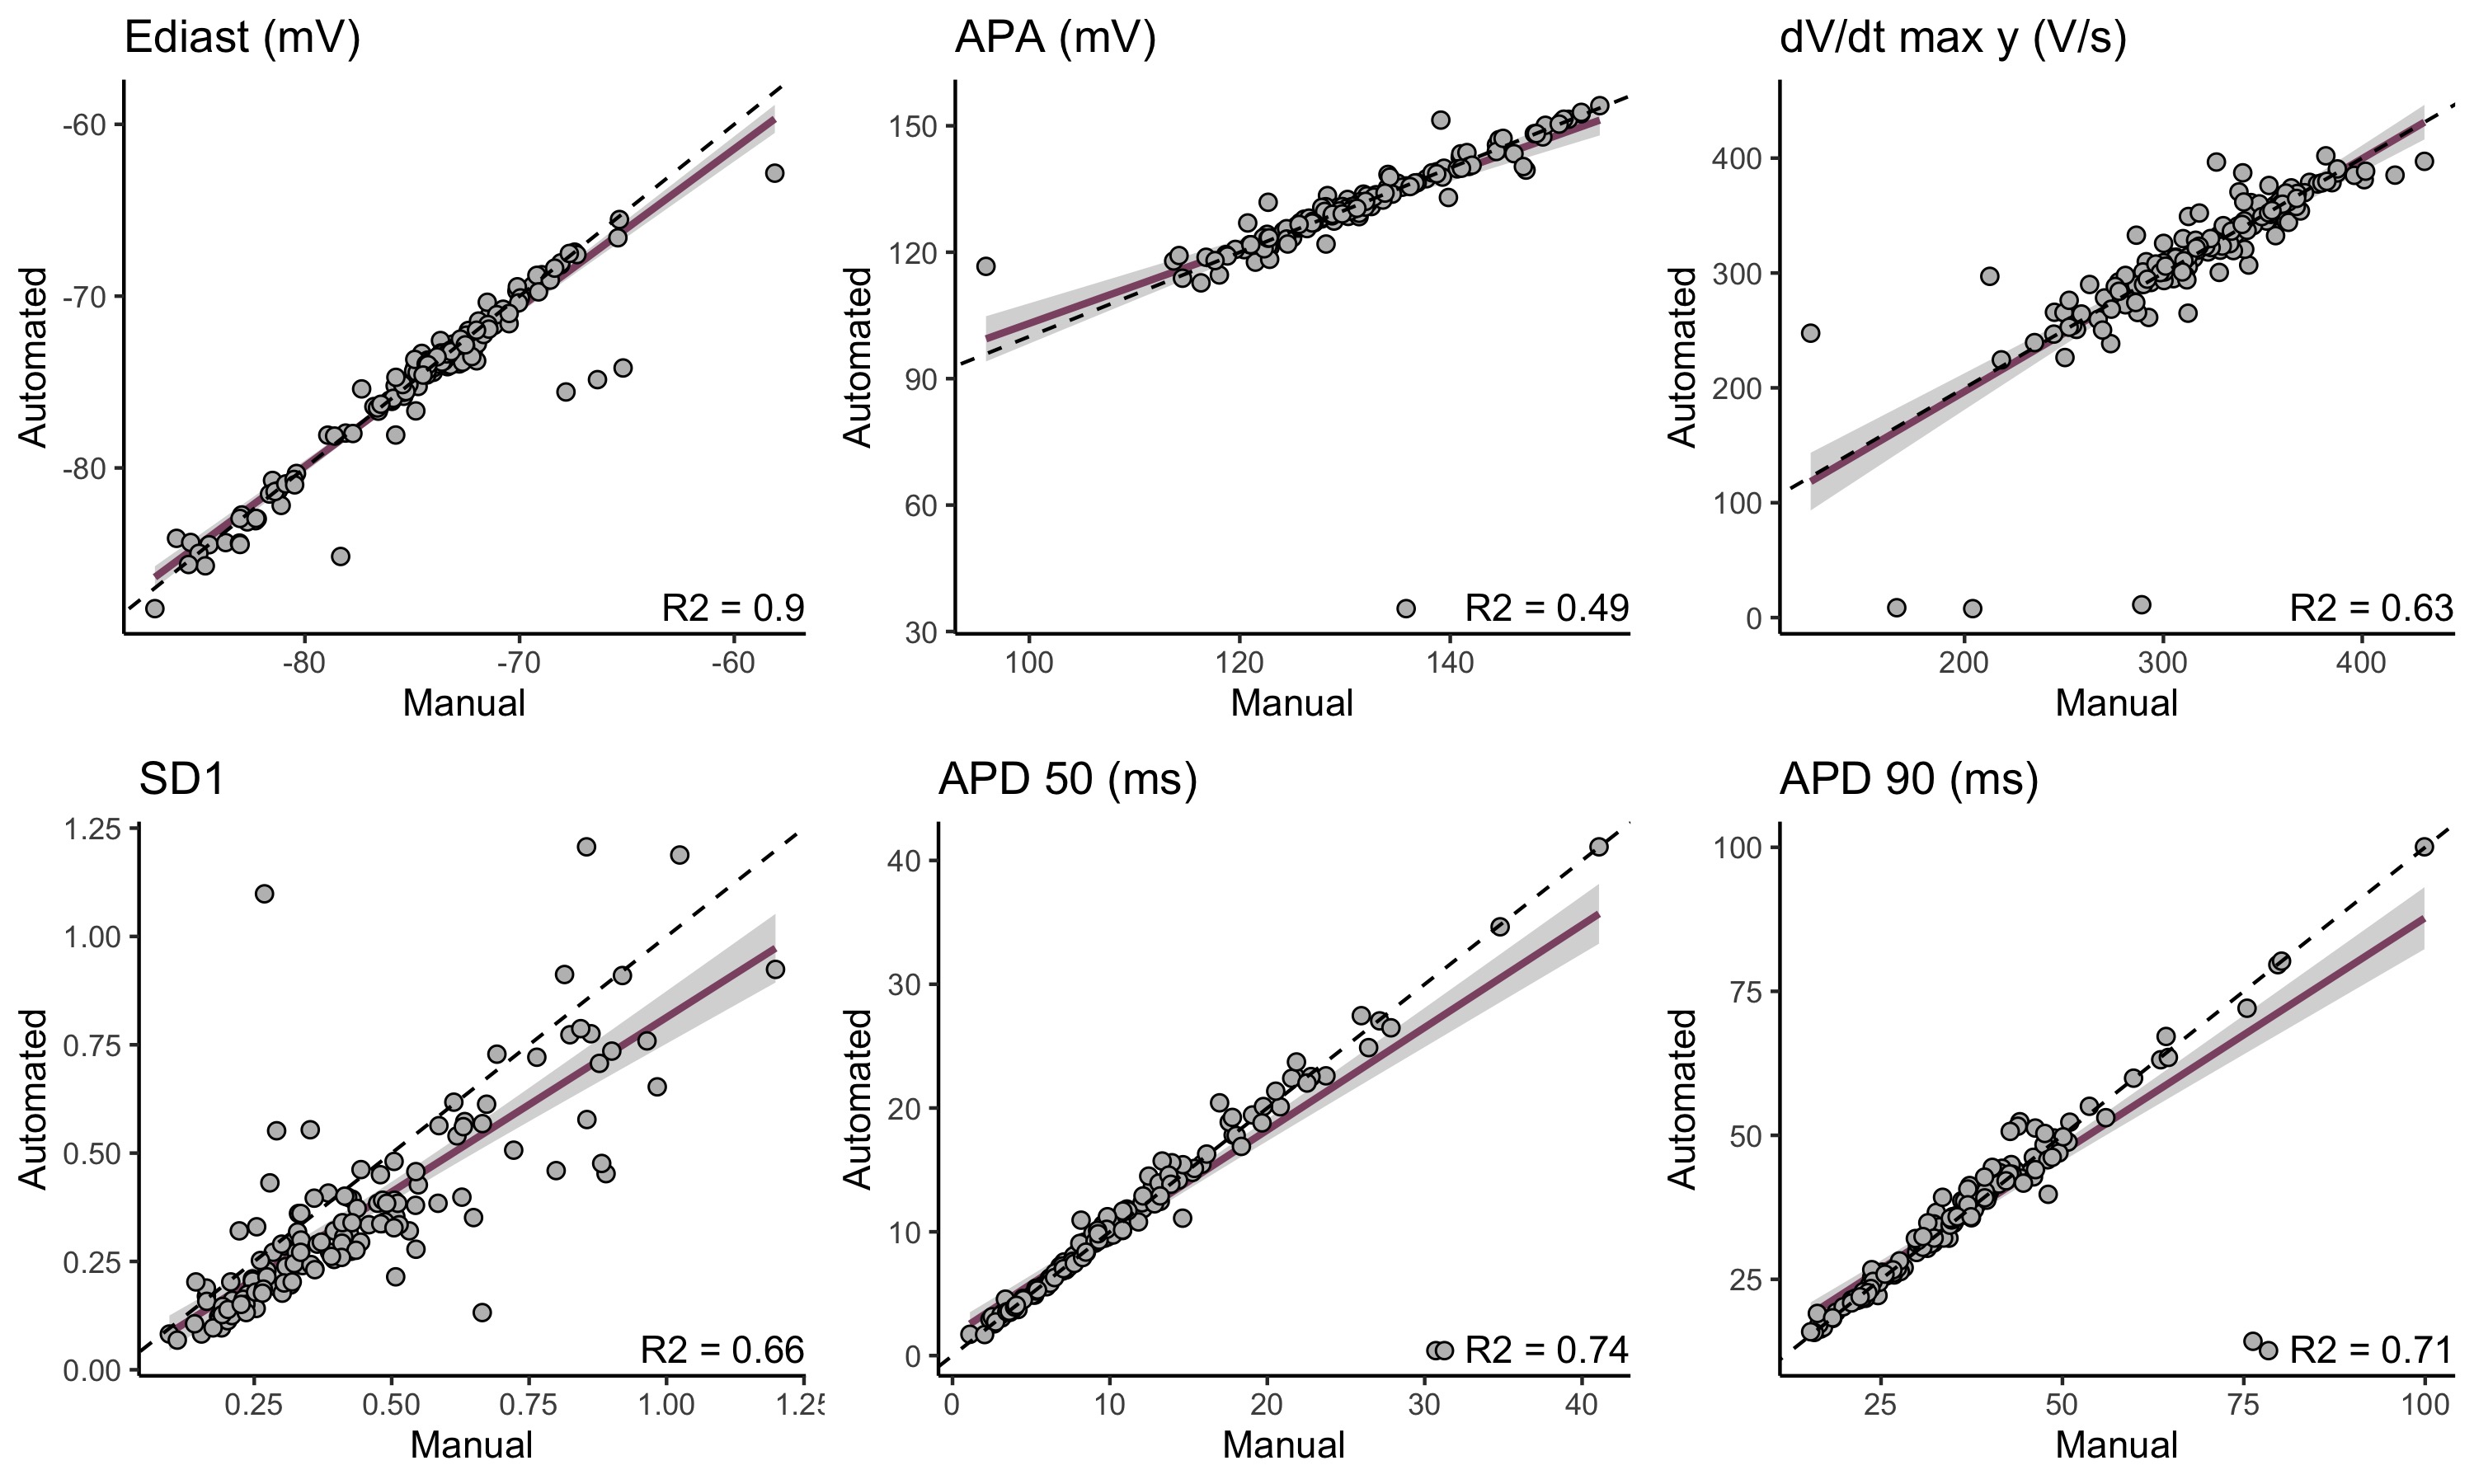 Ediast (mV)
-60
-70
-80
Automated
R2 = 0.9
-80 -70 -60
Manual
APA (mV)
150
120
90
60
30
Automated
R2 = 0.49
100 120 140
Manual
dV/dt max y (V/s)
400
300
200
100
0
Automated
R2 = 0.63
200 300 400
Manual
SD1
1.25
1.00
0.75
0.50
0.25
0.00
Automated
R2 = 0.66
0.25 0.50 0.75 1.00 1.25
Manual
APD 50 (ms)
40
30
20
10
0
Automated
R2 = 0.74
0 10 20 30 40
Manual
APD 90 (ms)
100
75
50
25
Automated
R2 = 0.71
25 50 75 100
Manual